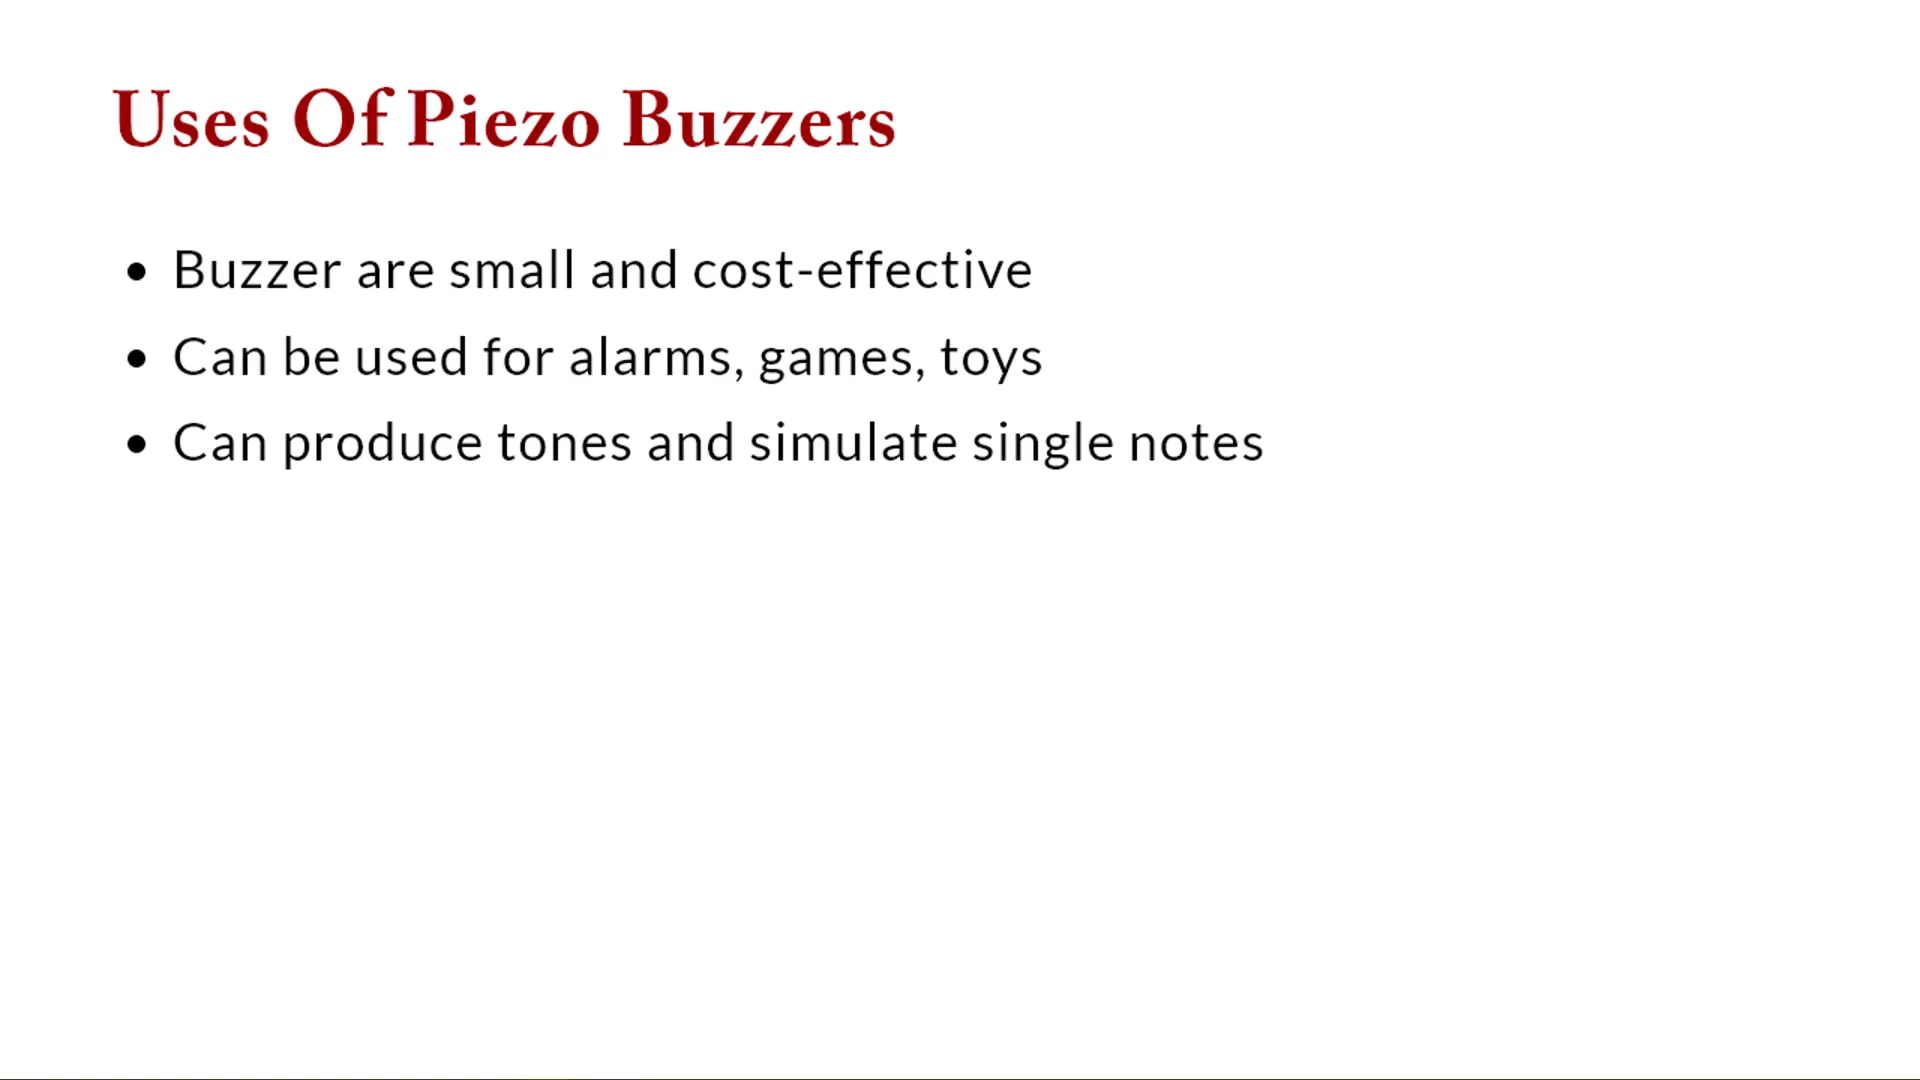 Uses Of Piezo Buzzers
• Buzzer are small and cost-effective
• Can be used for alarms, games, toys
• Can produce tones and simulate single notes